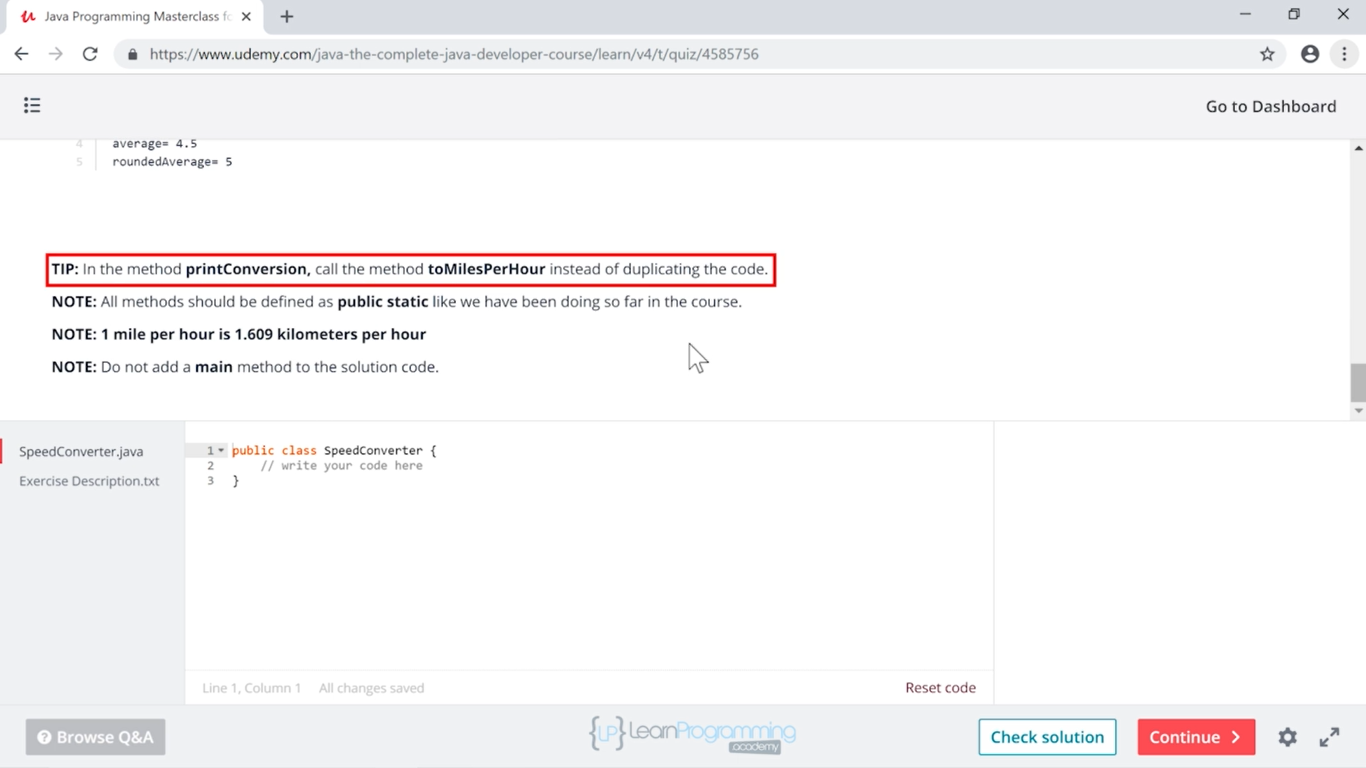 Java Programming Masterclass fo
https://www.udemy.com/java-the-complete-java-developer-course/learn/v4/t/quiz/4585756
Go to Dashboard
4 average= 4.5
5 roundedAverage= 5
TIP: In the method printConversion, call the method toMilesPerHour instead of duplicating the code.
NOTE: All methods should be defined as public static like we have been doing so far in the course.
NOTE: 1 mile per hour is 1.609 kilometers per hour
NOTE: Do not add a main method to the solution code.
SpeedConverter.java
Exercise Description.txt
1 public class SpeedConverter {
2 // write your code here
3 }
Line 1, Column 1 All changes saved
Reset code
? Browse Q&A
{LP} LearnProgramming
academy
Check solution
Continue